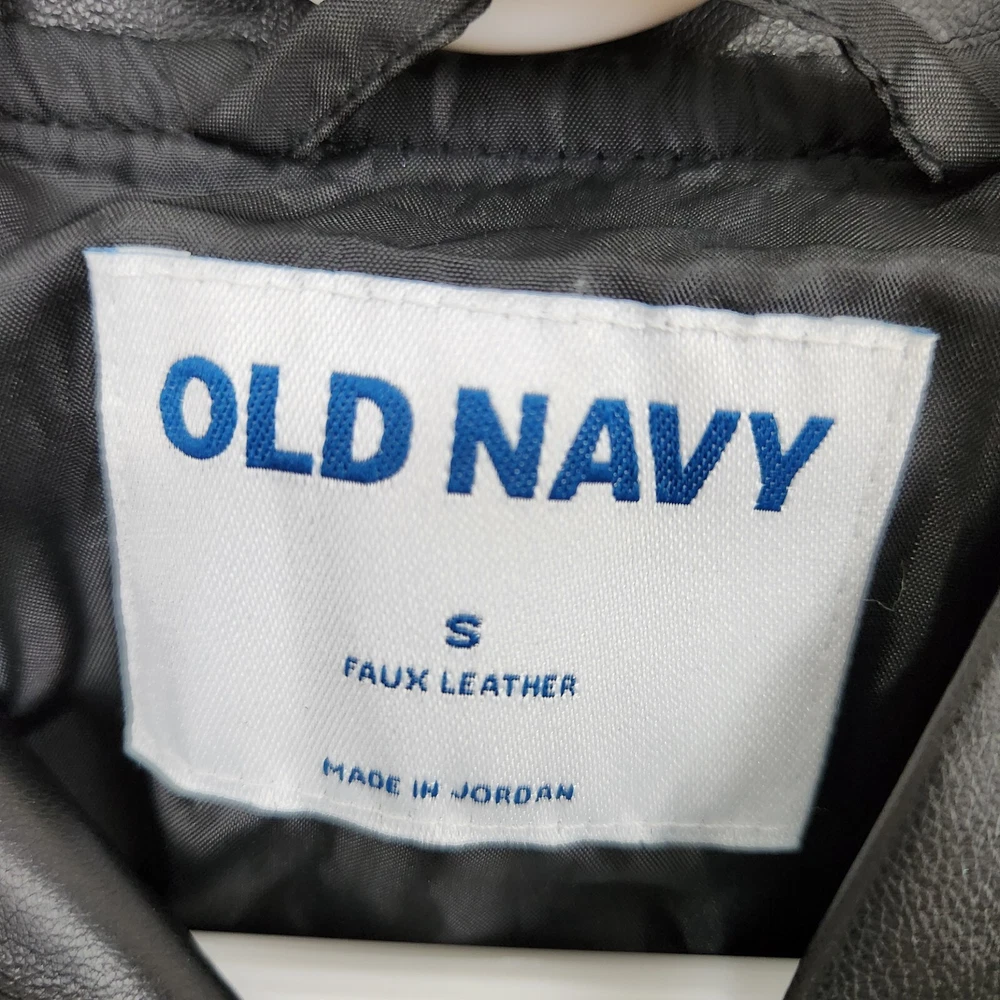 OLD NAVY
S
FAUX LEATHER
MADE IN JORDAN